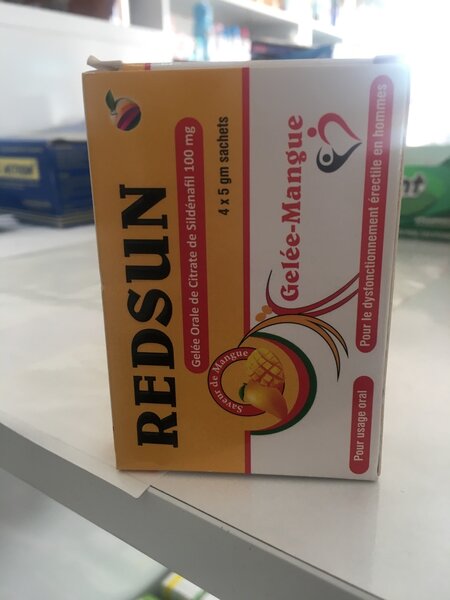 REDSUN
Gelée Orale de Citrate de Sildénafil 100 mg
4 x 5 gm sachets
Saveur de Mangue
Gelée-Mangue
Pour usage oral
Pour le dysfonctionnement érectile en hommes